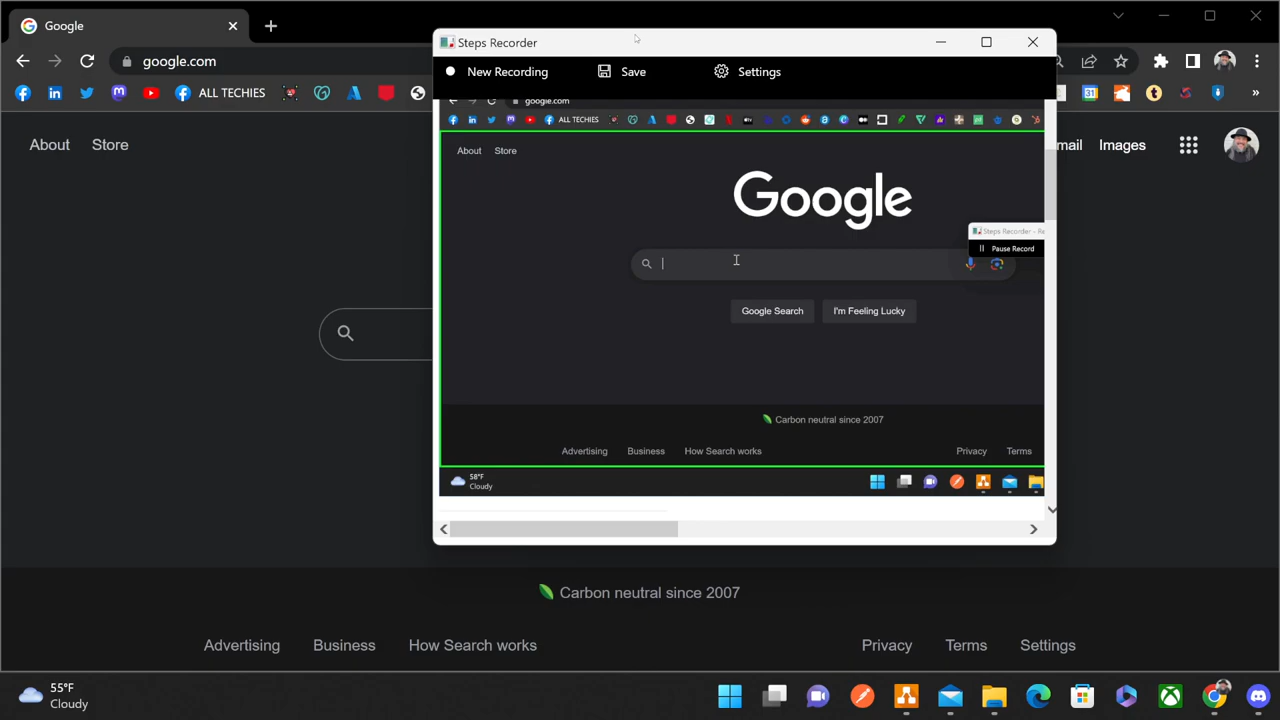 Google
google.com
ALL TECHIES
About
Store
mail
Images
Steps Recorder
New Recording
Save
Settings
google.com
ALL TECHIES
About
Store
Google
Steps Recorder - Re
Pause Record
Google Search
I'm Feeling Lucky
Carbon neutral since 2007
Advertising
Business
How Search works
Privacy
Terms
58°F
Cloudy
Carbon neutral since 2007
Advertising
Business
How Search works
Privacy
Terms
Settings
55°F
Cloudy